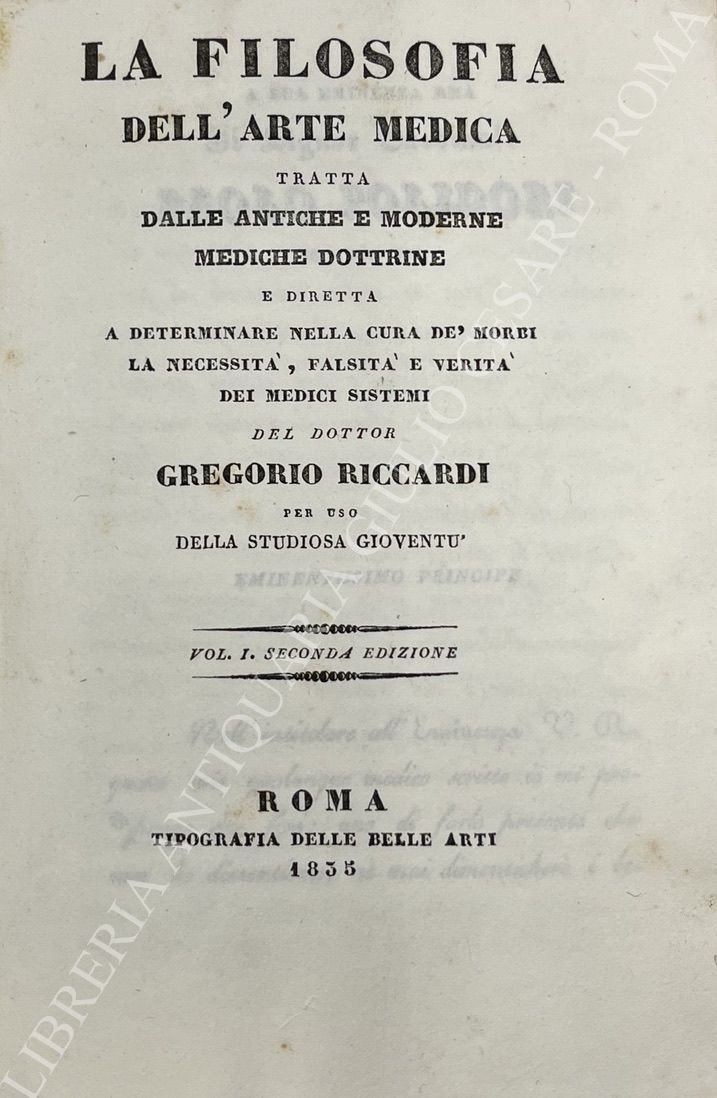 LA FILOSOFIA
DELL' ARTE MEDICA
TRATTA
DALLE ANTICHE E MODERNE
MEDICHE DOTTRINE
E DIRETTA
A DETERMINARE NELLA CURA DE' MORBI
LA NECESSITA', FALSITA' E VERITA'
DEI MEDICI SISTEMI
DEL DOTTOR
GREGORIO RICCARDI
PER USO
DELLA STUDIOSA GIOVENTU'
VOL. I. SECONDA EDIZIONE
ROMA
TIPOGRAFIA DELLE BELLE ARTI
1835
LIBRERIA ANTIQUARIA GIULIO CESARE - ROMA